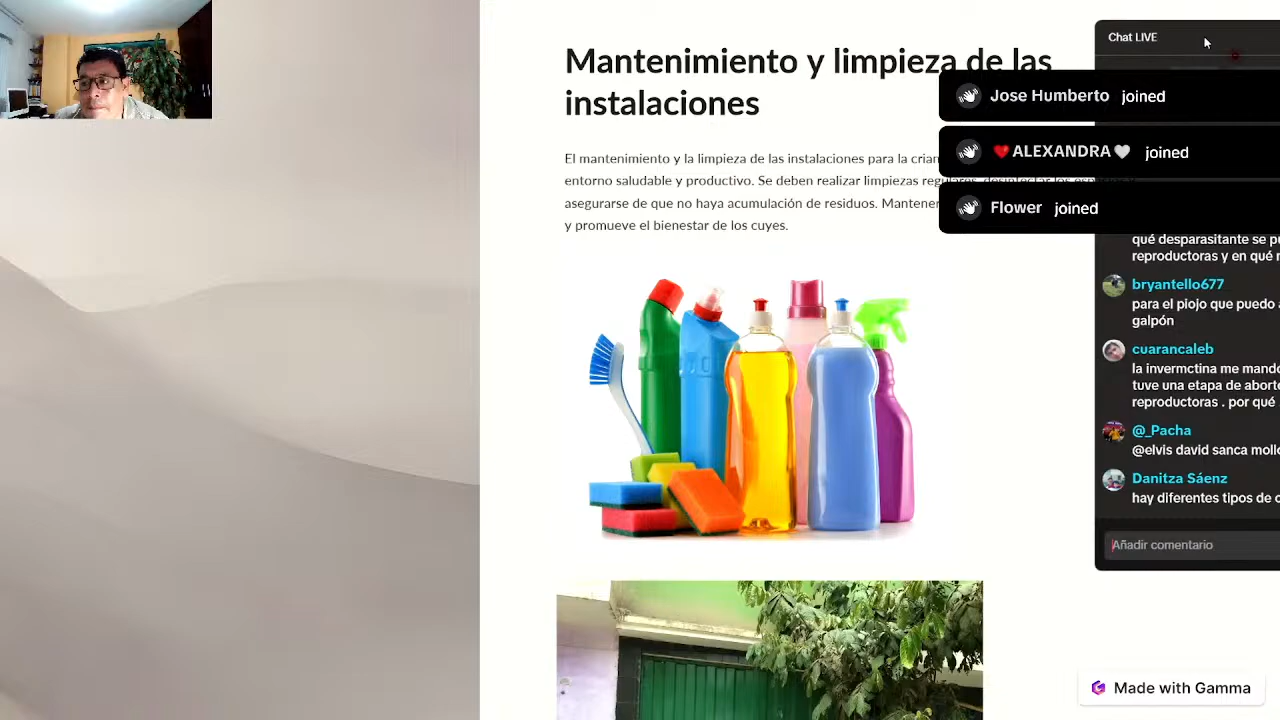 Mantenimiento y limpieza de las
instalaciones
El mantenimiento y la limpieza de las instalaciones para la
entorno saludable y productivo. Se deben realizar limpiezas regulares, desinfectar los
asegurarse de que no haya acumulación de residuos. Mantener
y promueve el bienestar de los cuyes.
Chat LIVE
Jose Humberto joined
❤️ALEXANDRA🤍 joined
Flower joined
qué desparasitante se
reproductoras y en qué
bryantello677
para el piojo que puedo
galpón
cuarancaleb
la invermctina me
tuve una etapa de
reproductoras . por qué
@_Pacha
@elvis david sanca
Danitza Sáenz
hay diferentes tipos de
Añadir comentario
Made with Gamma